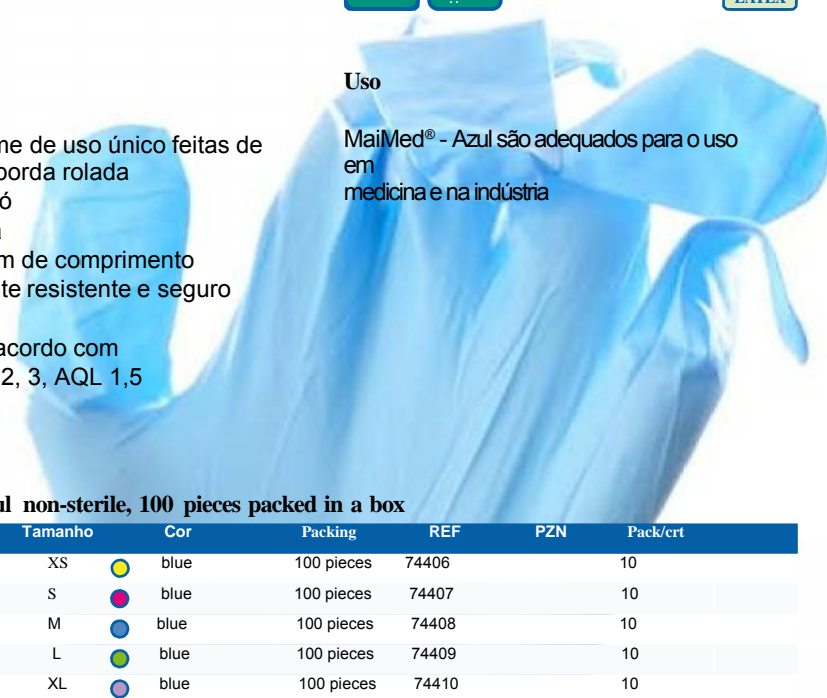 LATEX
Uso
MaiMed® - Azul são adequados para o uso
em
medicina e na indústria
de uso único feitas de
borda rolada
de comprimento
resistente e seguro
acordo com
2, 3, AQL 1,5
non-sterile, 100 pieces packed in a box
Tamanho Cor Packing REF PZN Pack/crt
XS blue 100 pieces 74406 10
S blue 100 pieces 74407 10
M blue 100 pieces 74408 10
L blue 100 pieces 74409 10
XL blue 100 pieces 74410 10